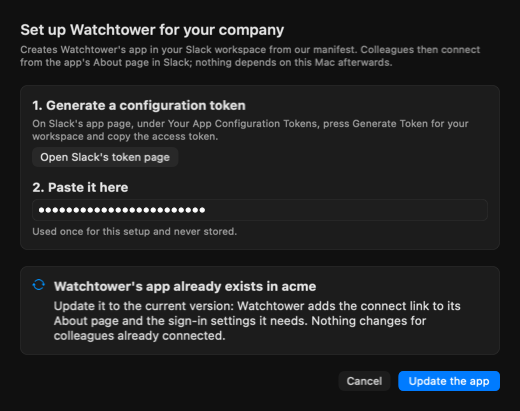 Set up Watchtower for your company
Creates Watchtower's app in your Slack workspace from our manifest. Colleagues then connect
from the app's About page in Slack; nothing depends on this Mac afterwards.
1. Generate a configuration token
On Slack's app page, under Your App Configuration Tokens, press Generate Token for your
workspace and copy the access token.
Open Slack's token page
2. Paste it here
Used once for this setup and never stored.
Watchtower's app already exists in acme
Update it to the current version: Watchtower adds the connect link to its
About page and the sign-in settings it needs. Nothing changes for
colleagues already connected.
Cancel
Update the app